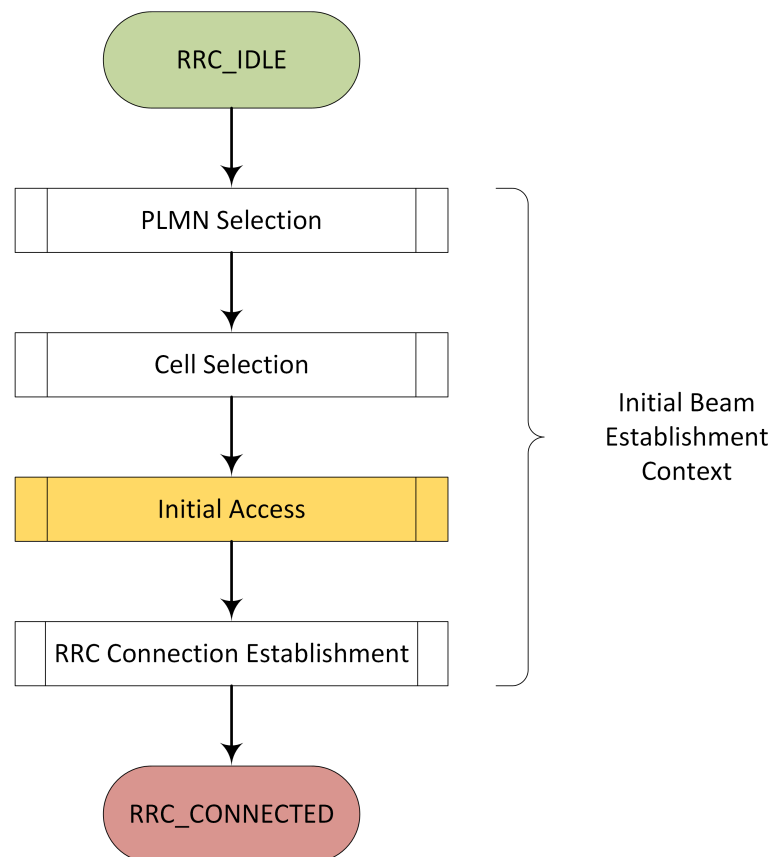 RRC_IDLE
PLMN Selection
Cell Selection
Initial Access
RRC Connection Establishment
RRC_CONNECTED
Initial Beam
Establishment
Context